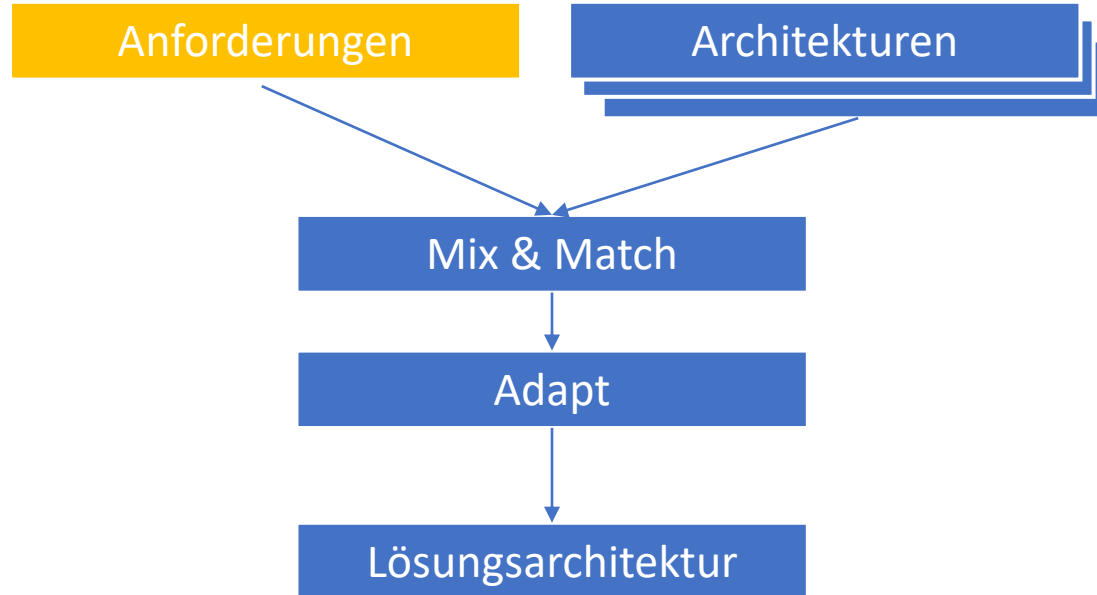 Anforderungen
Architekturen
Mix & Match
Adapt
Lösungsarchitektur